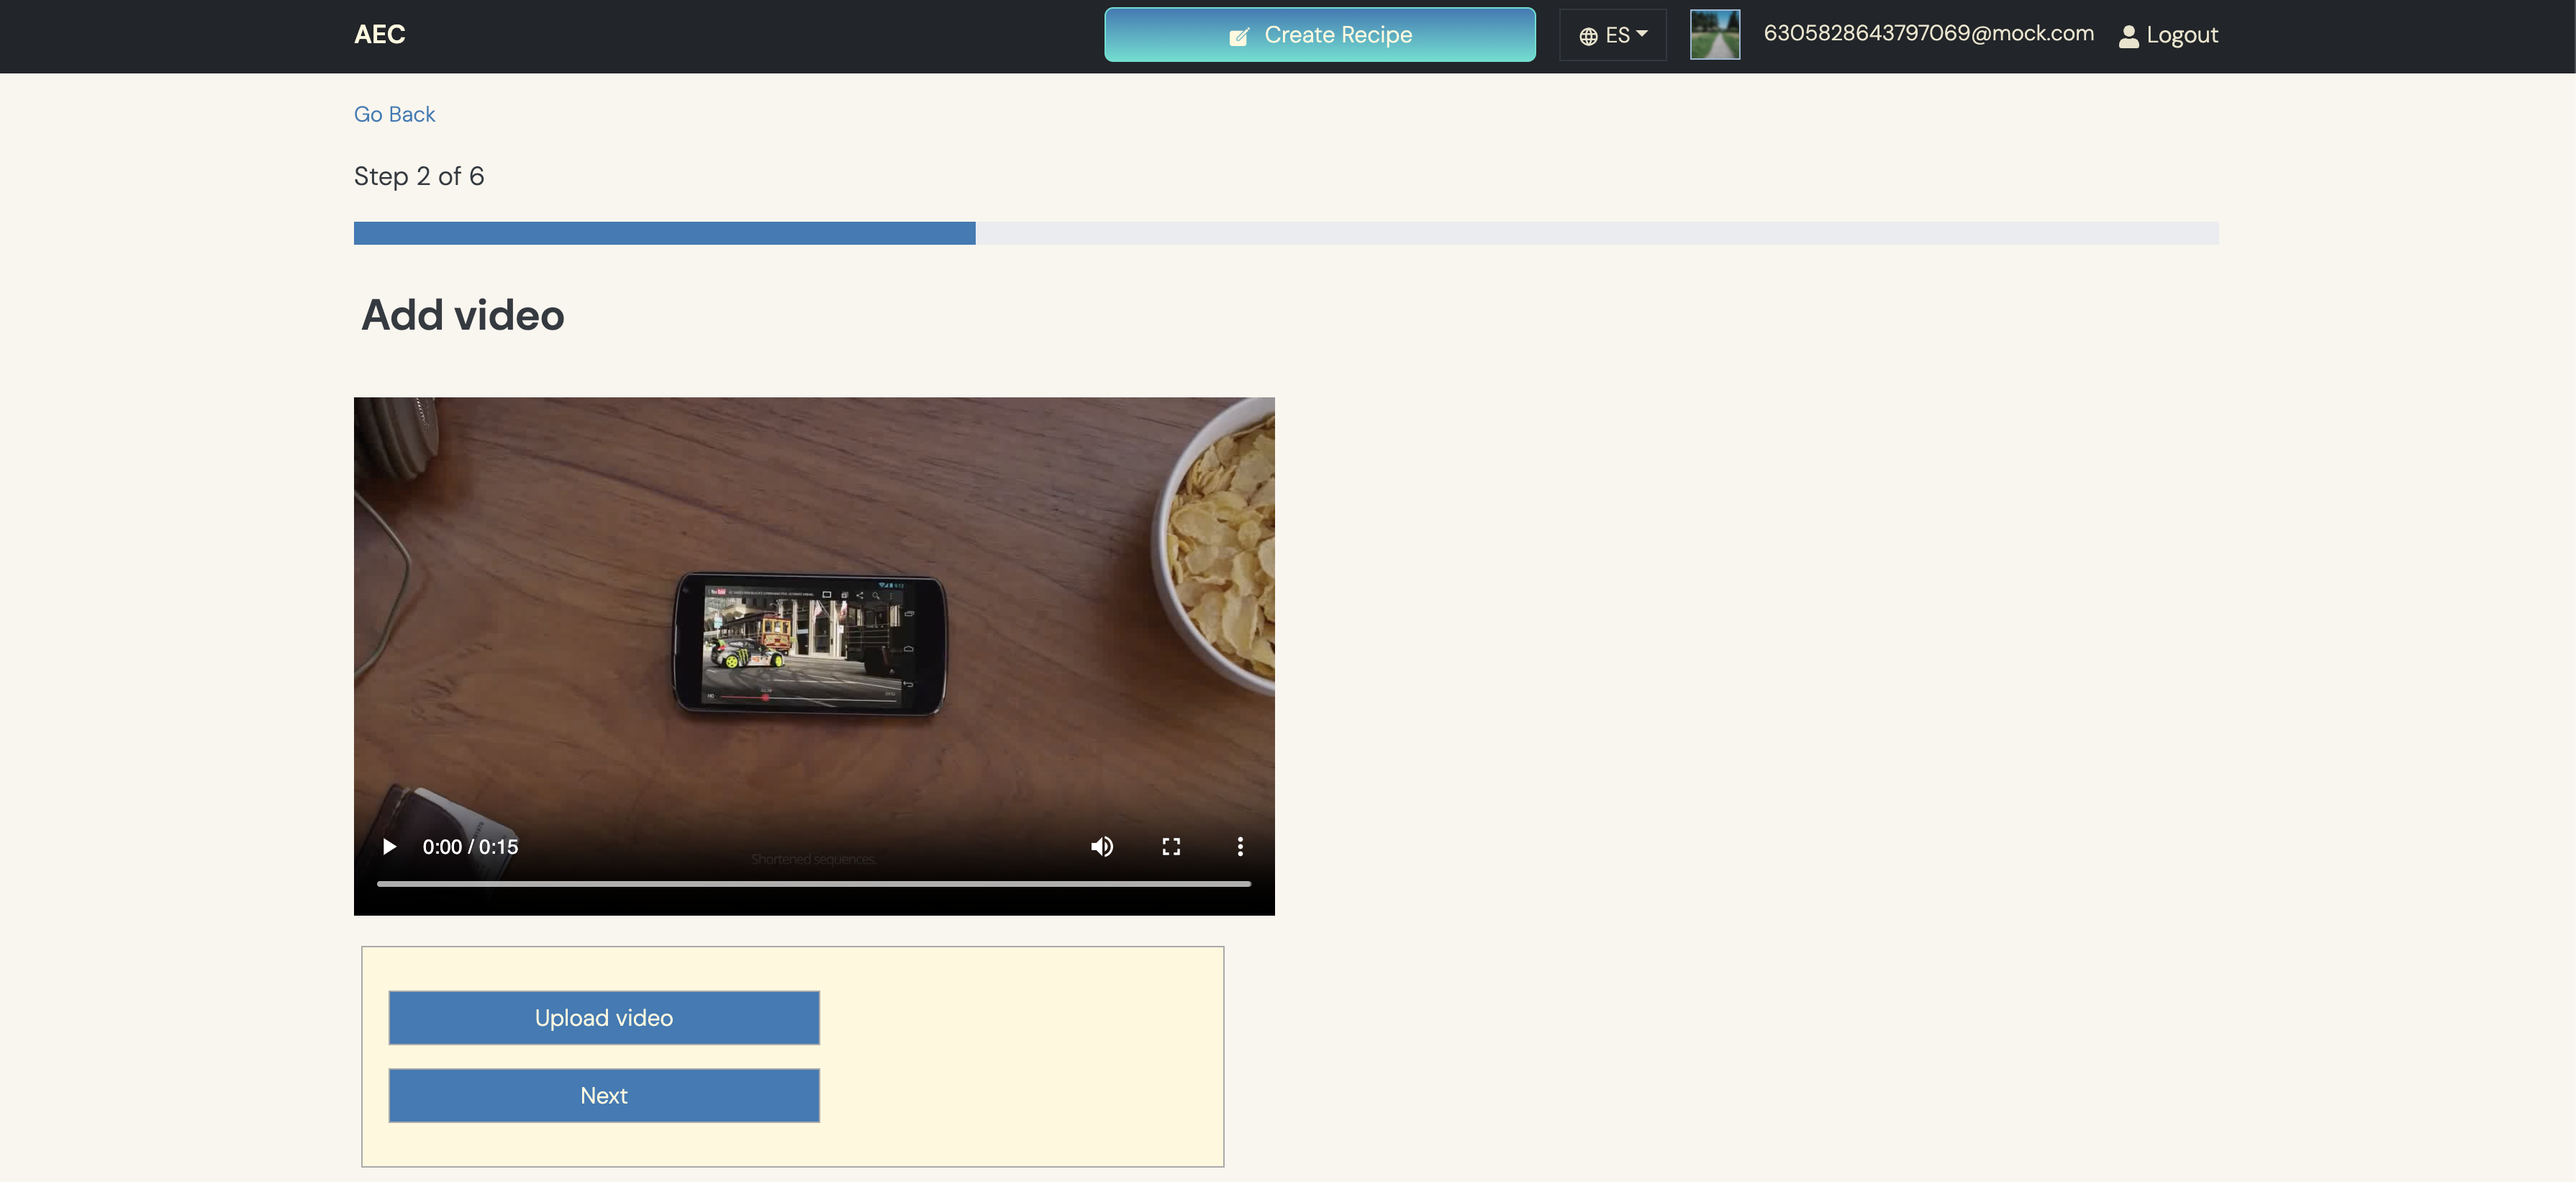 AEC
Create Recipe
ES
6305828643797069@mock.com
Logout
Go Back
Step 2 of 6
Add video
0:00 / 0:15
Shortened sequences.
Upload video
Next